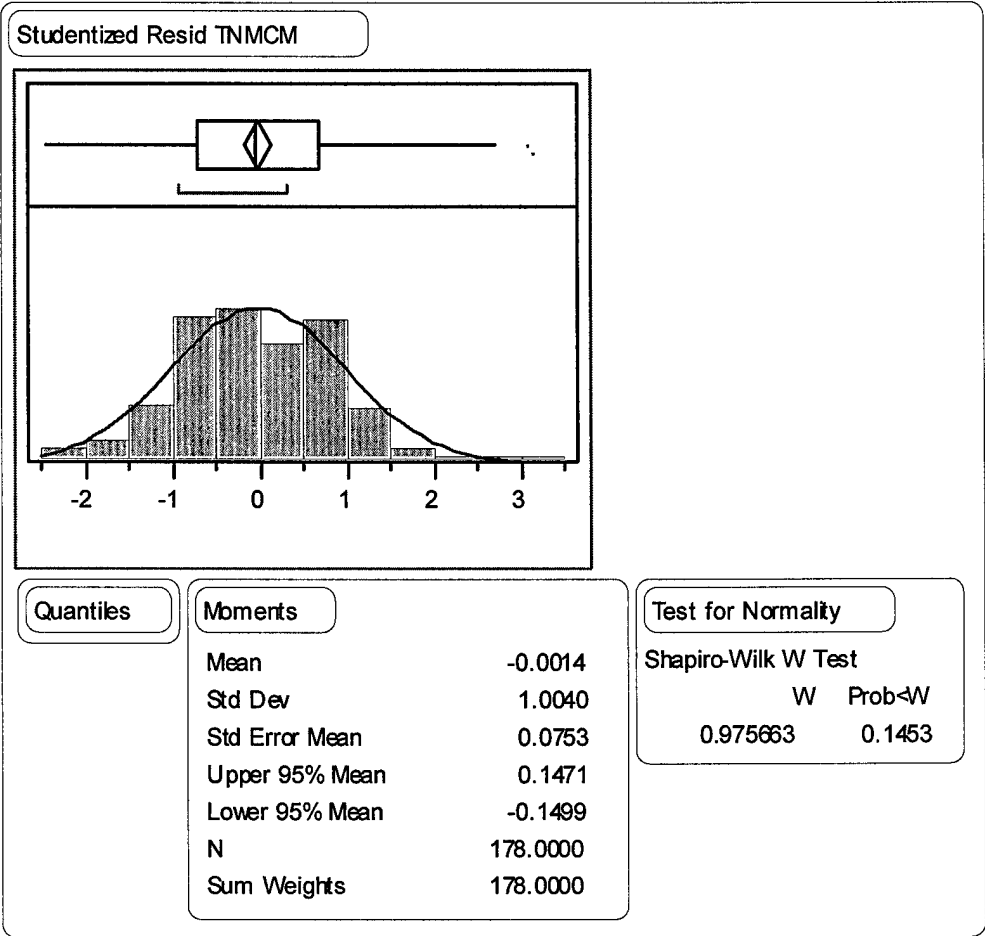 Studentized Resid TNMCM
-2 -1 0 1 2 3
Quantiles
Moments
Mean -0.0014
Std Dev 1.0040
Std Error Mean 0.0753
Upper 95% Mean 0.1471
Lower 95% Mean -0.1499
N 178.0000
Sum Weights 178.0000
Test for Normality
Shapiro-Wilk W Test
W Prob<W
0.975663 0.1453